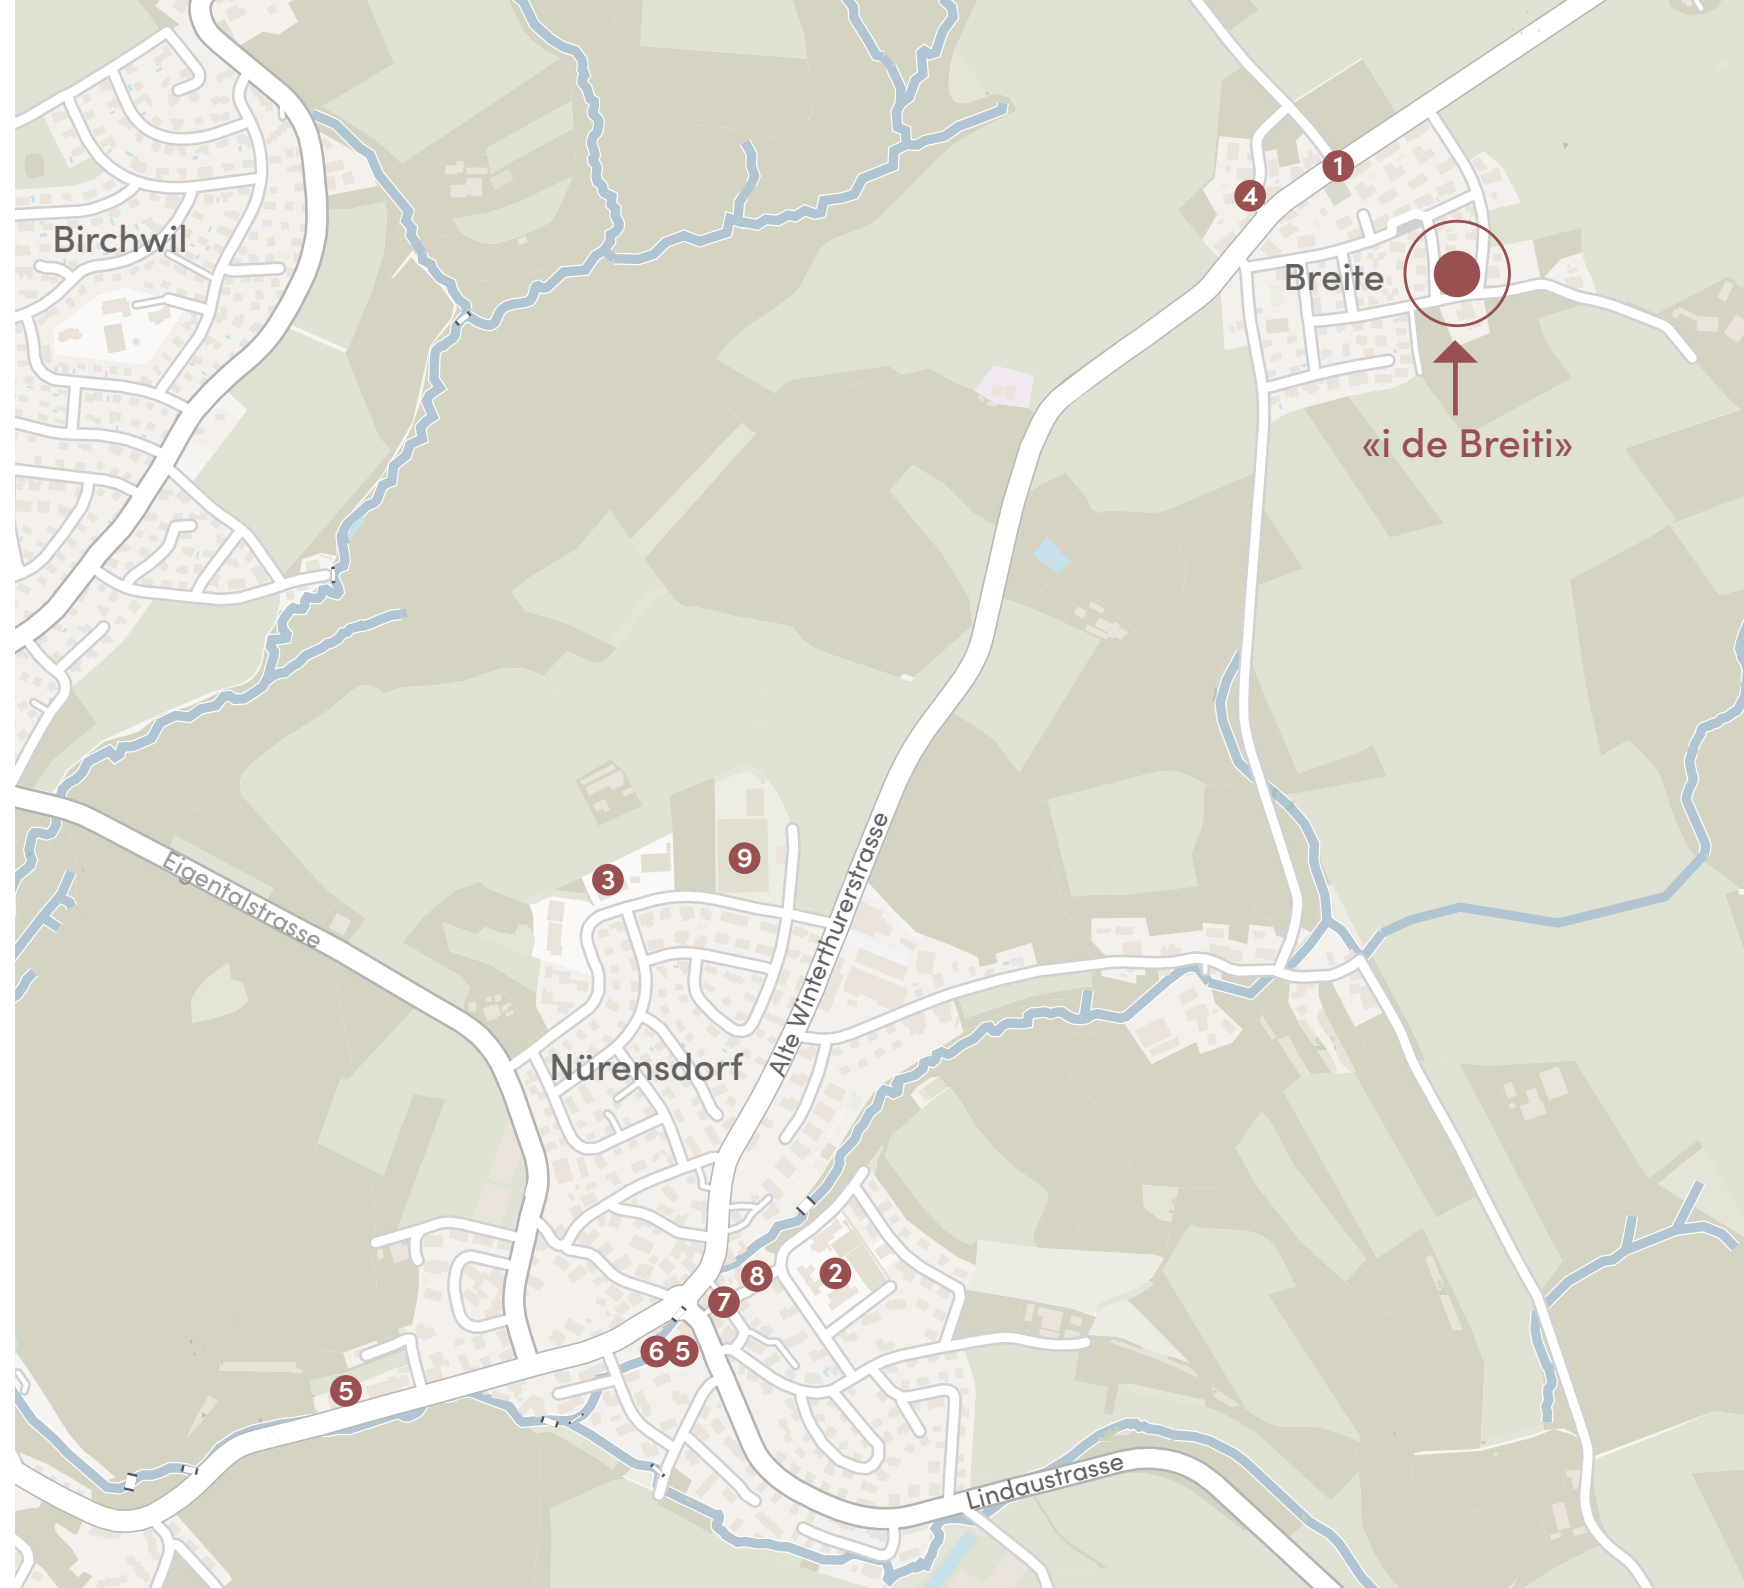 1
4
Birchwil
Breite
«i de Breiti»
9
3
Eigentalstrasse
Alte Winterthurerstrasse
Nürensdorf
2
8
7
6
5
5
Lindaustrasse